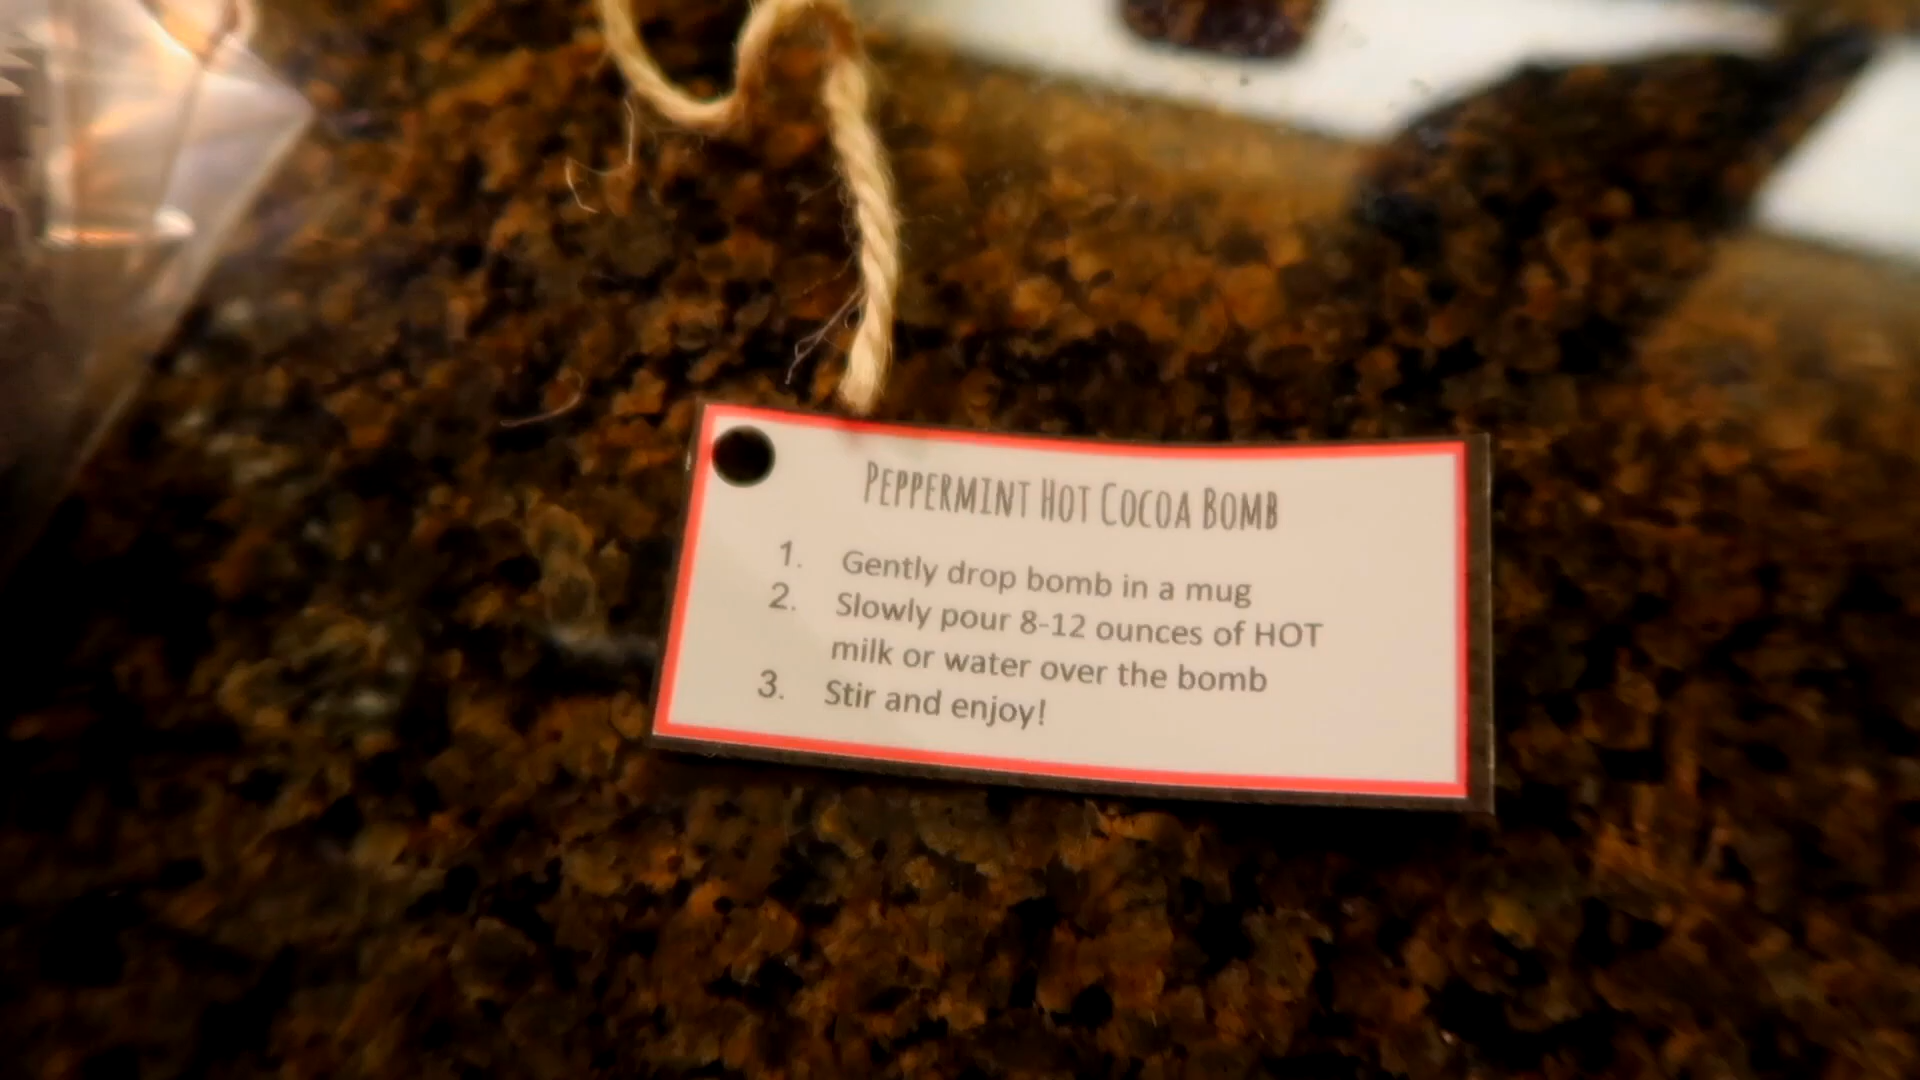 PEPPERMINT HOT COCOA BOMB
1. Gently drop bomb in a mug
2. Slowly pour 8-12 ounces of HOT
milk or water over the bomb
3. Stir and enjoy!